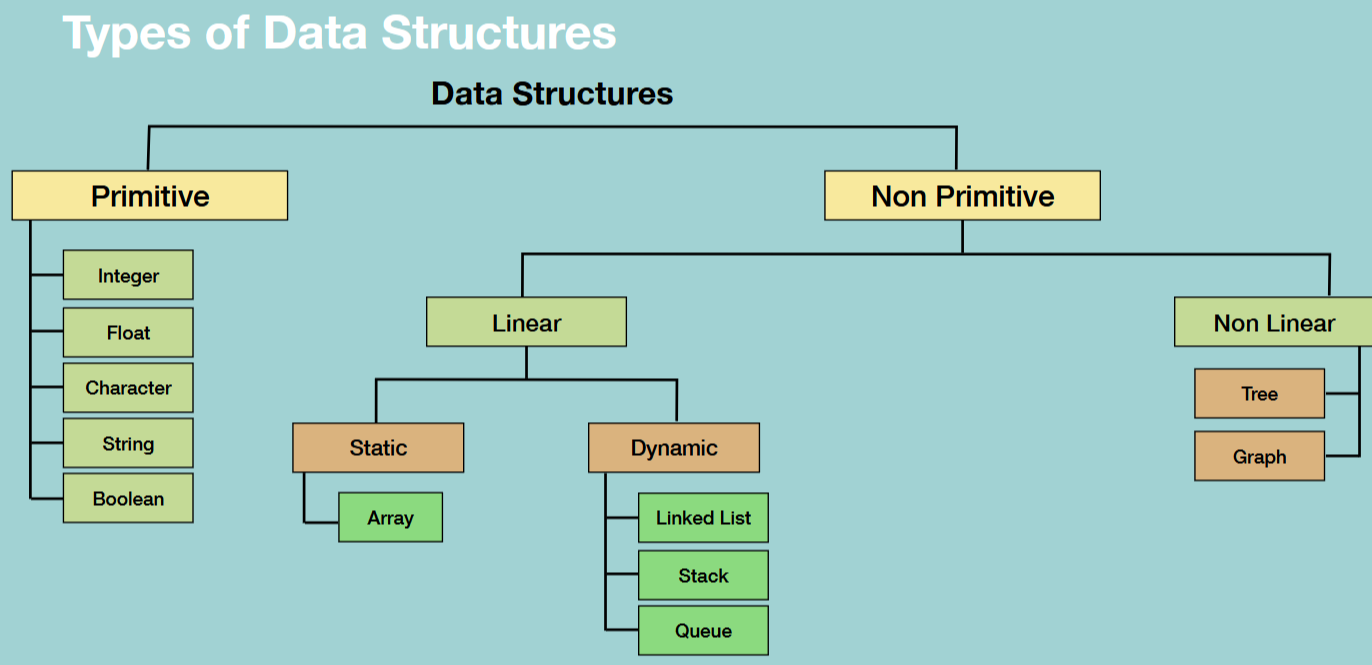 Types of Data Structures
Data Structures
Primitive
Non Primitive
Integer
Float
Character
String
Boolean
Linear
Non Linear
Static
Dynamic
Array
Linked List
Stack
Queue
Tree
Graph